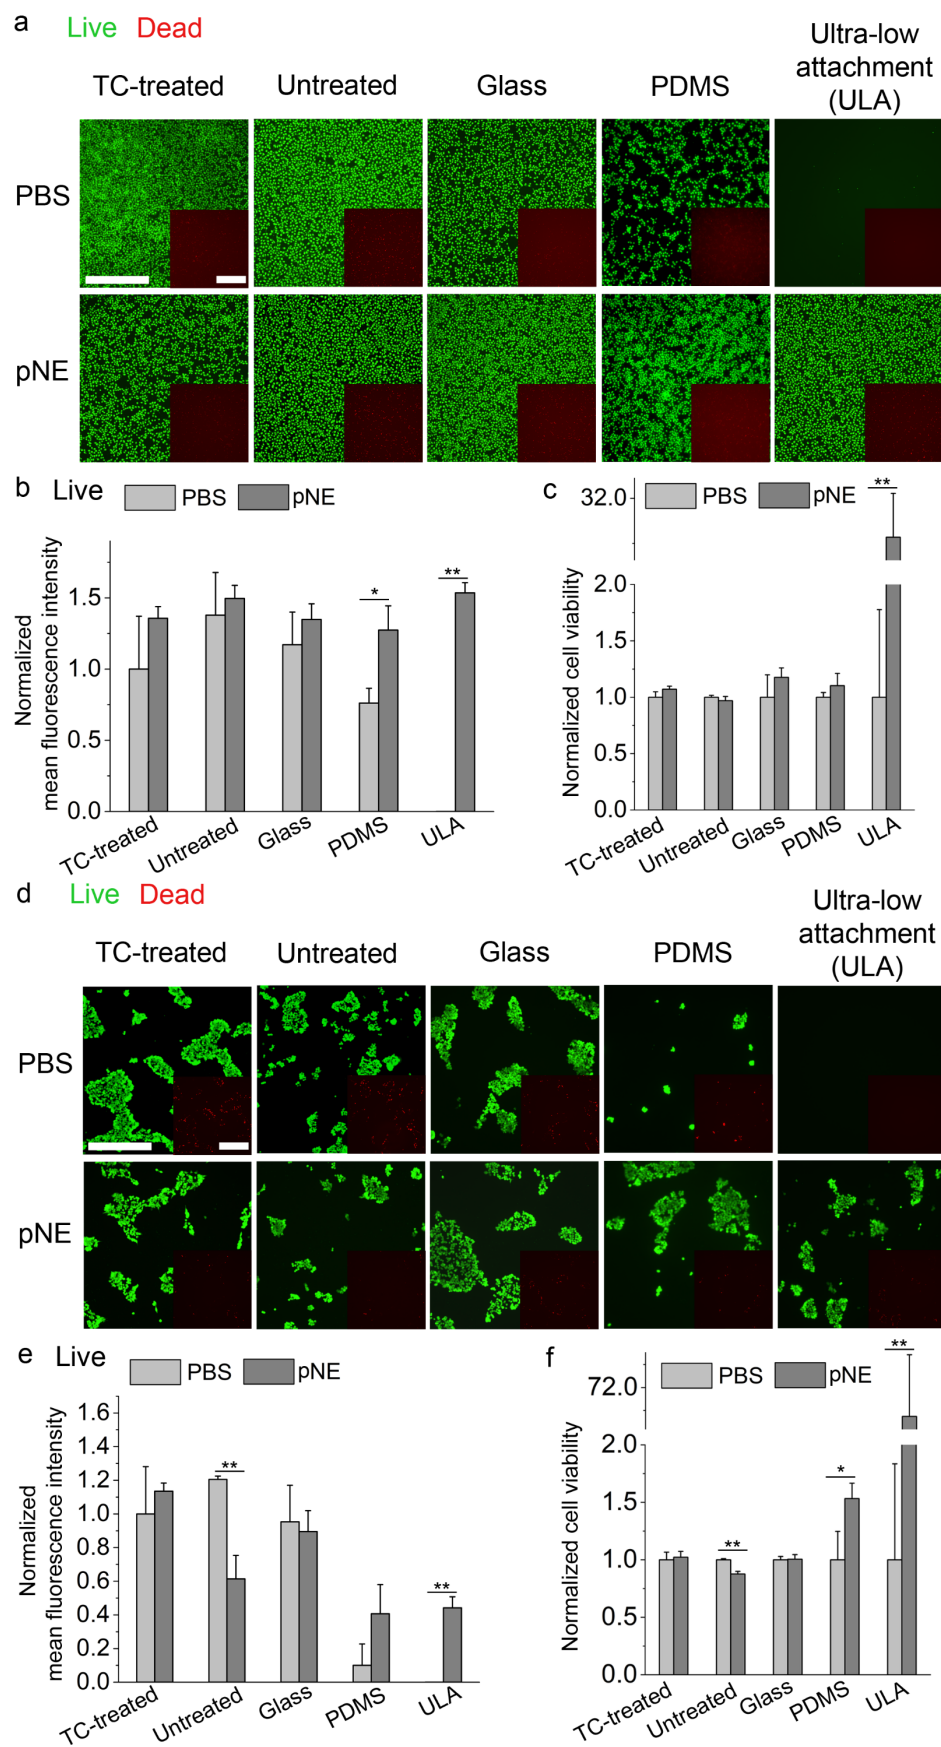 a Live Dead
TC-treated Untreated Glass PDMS Ultra-low
attachment
(ULA)
PBS
pNE
b Live PBS pNE
Normalized
mean fluorescence intensity
1.5
1.0
0.5
0.0
TC-treated Untreated Glass PDMS ULA
* **
c PBS pNE
Normalized cell viability
32.0
2.0
1.5
1.0
0.5
0.0
TC-treated Untreated Glass PDMS ULA
**
d Live Dead
TC-treated Untreated Glass PDMS Ultra-low
attachment
(ULA)
PBS
pNE
e Live PBS pNE
Normalized
mean fluorescence intensity
1.6
1.4
1.2
1.0
0.8
0.6
0.4
0.2
0.0
TC-treated Untreated Glass PDMS ULA
** **
f PBS pNE
Normalized cell viability
72.0
2.0
1.5
1.0
0.5
0.0
TC-treated Untreated Glass PDMS ULA
** * **